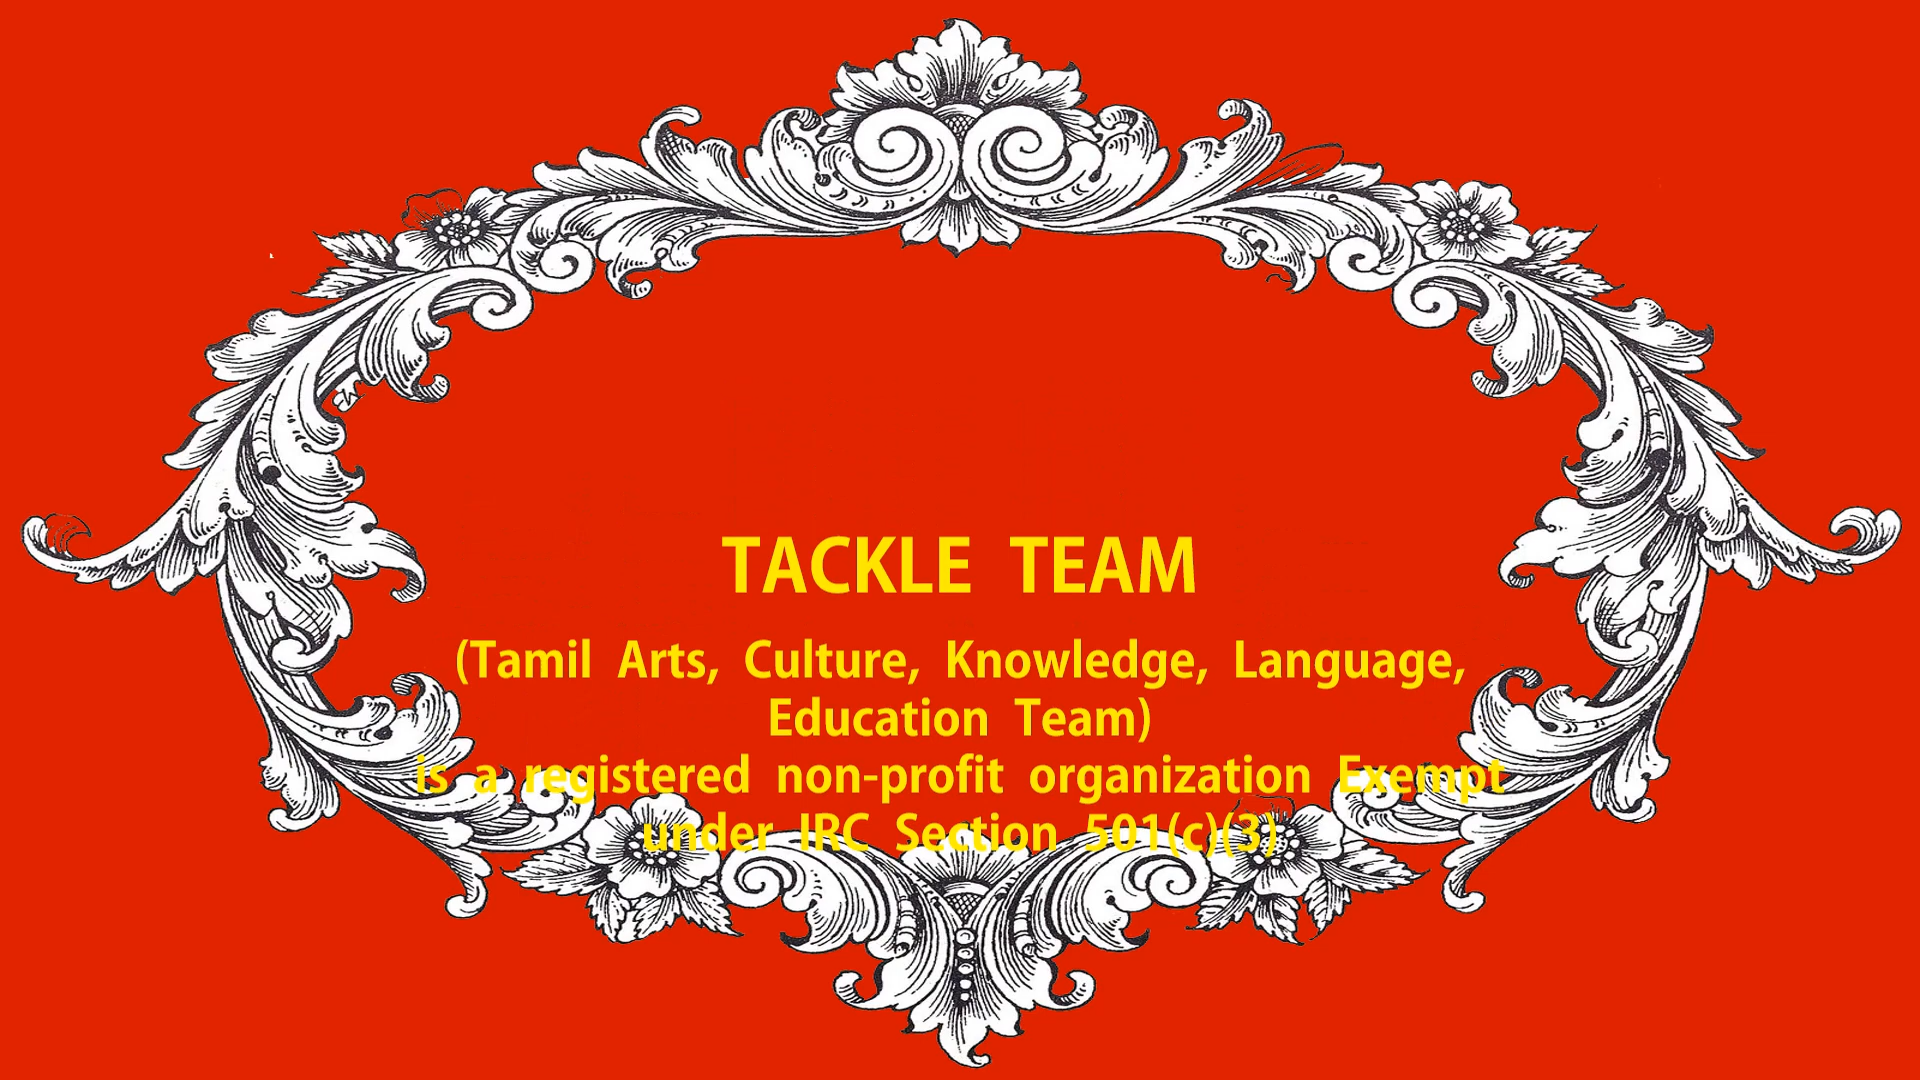 TACKLE TEAM
(Tamil Arts, Culture, Knowledge, Language,
Education Team)
is a registered non-profit organization Exempt
under IRC Section 501(c)(3)